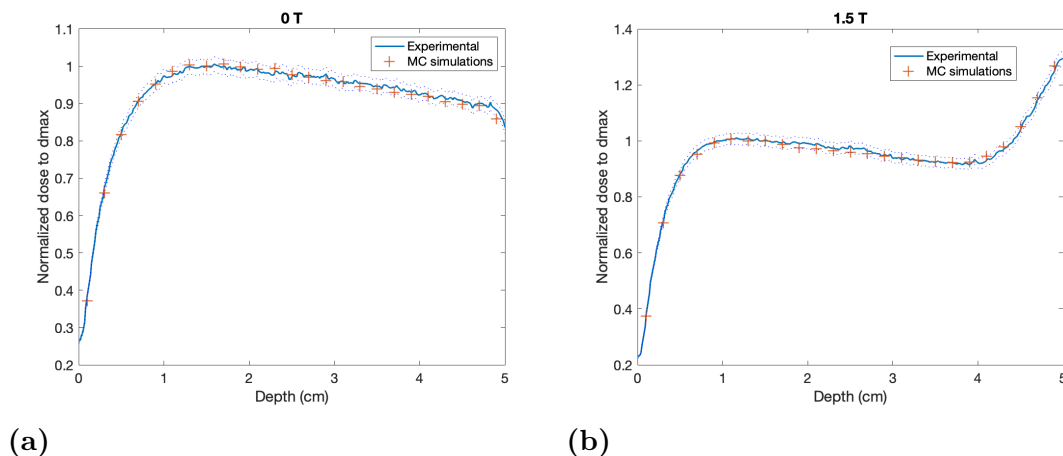 0 T
1.1
1
0.9
0.8
0.7
0.6
0.5
0.4
0.3
0.2
Normalized dose to dmax
Experimental
MC simulations
0 1 2 3 4 5
Depth (cm)
(a)
1.5 T
1.4
1.2
1
0.8
0.6
0.4
0.2
Normalized dose to dmax
Experimental
MC simulations
0 1 2 3 4 5
Depth (cm)
(b)